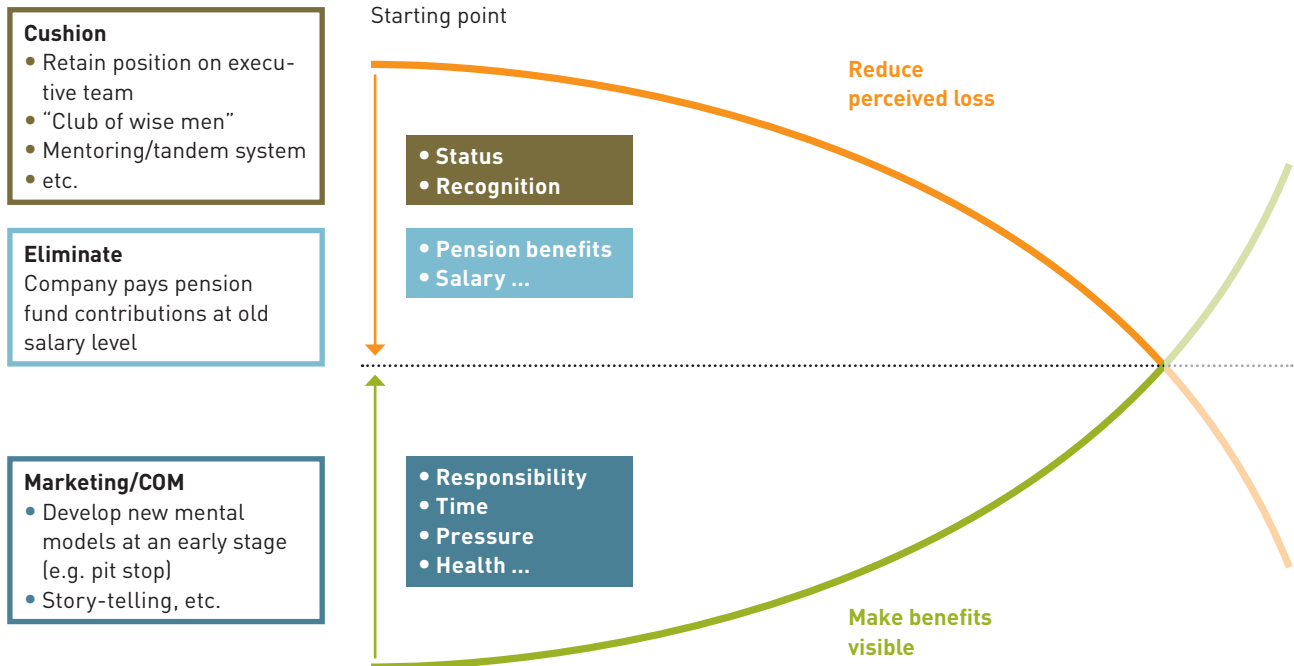 Cushion
• Retain position on execu-
tive team
• “Club of wise men”
• Mentoring/tandem system
• etc.
Eliminate
Company pays pension
fund contributions at old
salary level
Marketing/COM
• Develop new mental
models at an early stage
(e.g. pit stop)
• Story-telling, etc.
Starting point
Reduce
perceived loss
• Status
• Recognition
• Pension benefits
• Salary ...
• Responsibility
• Time
• Pressure
• Health ...
Make benefits
visible